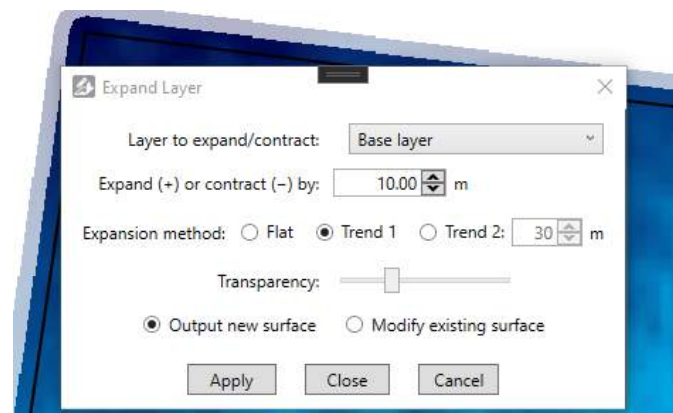 Expand Layer
Layer to expand/contract: Base layer
Expand (+) or contract (−) by: 10.00 m
Expansion method: Flat Trend 1 Trend 2: 30 m
Transparency:
Output new surface Modify existing surface
Apply Close Cancel